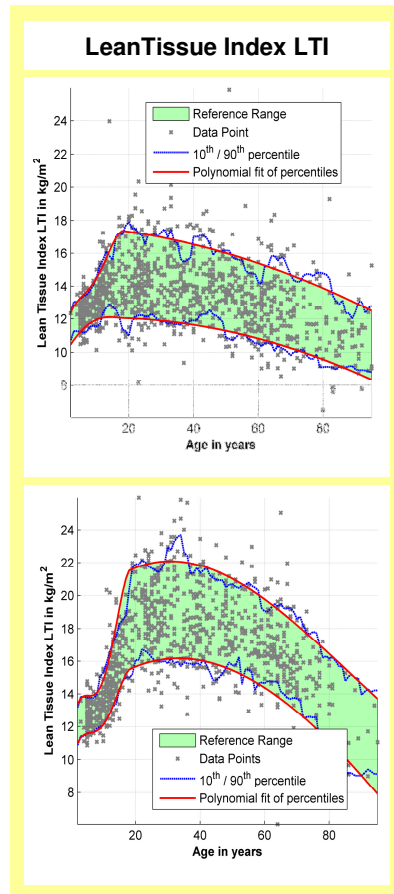 LeanTissue Index LTI
Lean Tissue Index LTI in kg/m²
24
22
20
18
16
14
12
10
8
Reference Range
Data Point
10th / 90th percentile
Polynomial fit of percentiles
20
40
60
80
Age in years
Lean Tissue Index LTI in kg/m²
24
22
20
18
16
14
12
10
8
Reference Range
Data Points
10th / 90th percentile
Polynomial fit of percentiles
20
40
60
80
Age in years